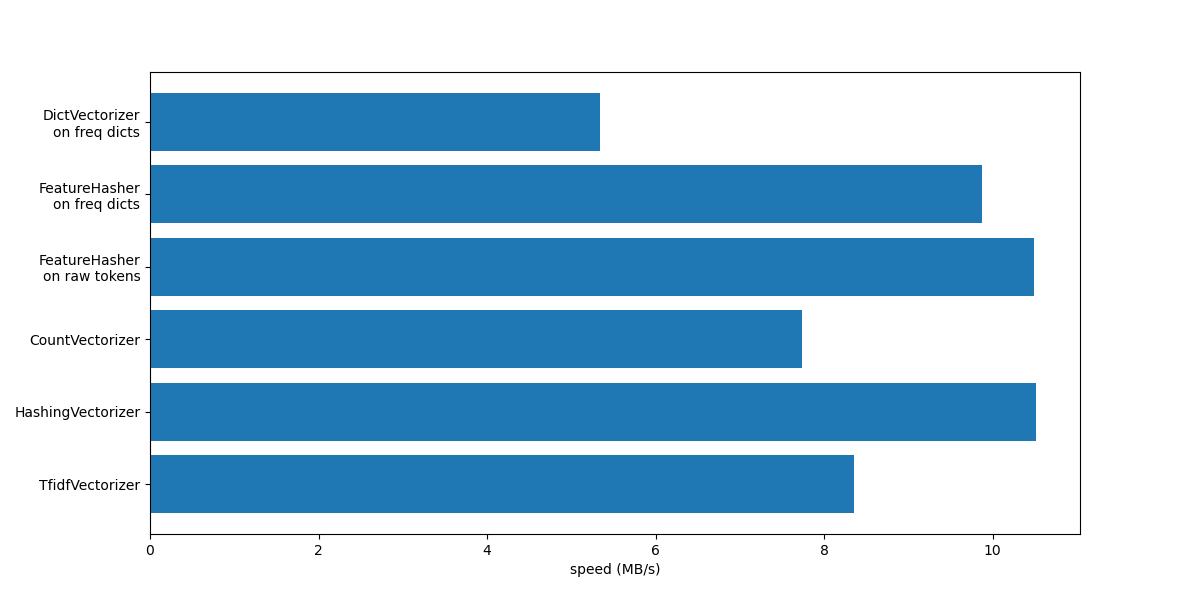 DictVectorizer
on freq dicts
FeatureHasher
on freq dicts
FeatureHasher
on raw tokens
CountVectorizer
HashingVectorizer
TfidfVectorizer
0 2 4 6 8 10
speed (MB/s)